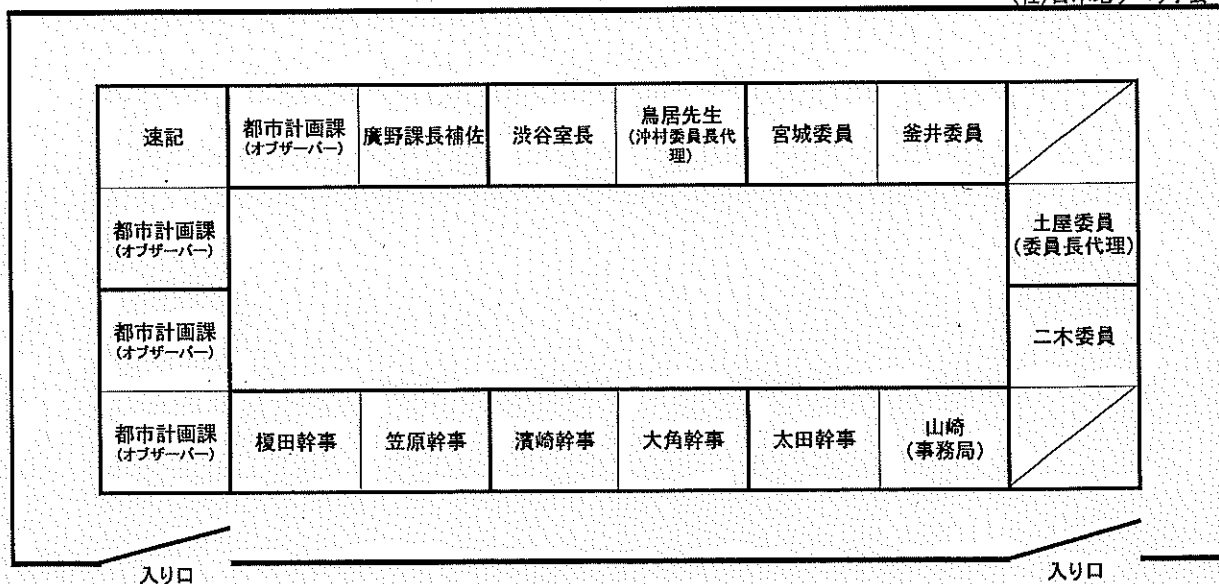 速記
都市計画課
(オブザーバー)
廣野課長補佐
渋谷室長
鳥居先生
(沖村委員長代
理)
宮城委員
釜井委員
都市計画課
(オブザーバー)
土屋委員
(委員長代理)
都市計画課
(オブザーバー)
二木委員
都市計画課
(オブザーバー)
榎田幹事
笠原幹事
濱崎幹事
大角幹事
太田幹事
山崎
(事務局)
入り口
入り口